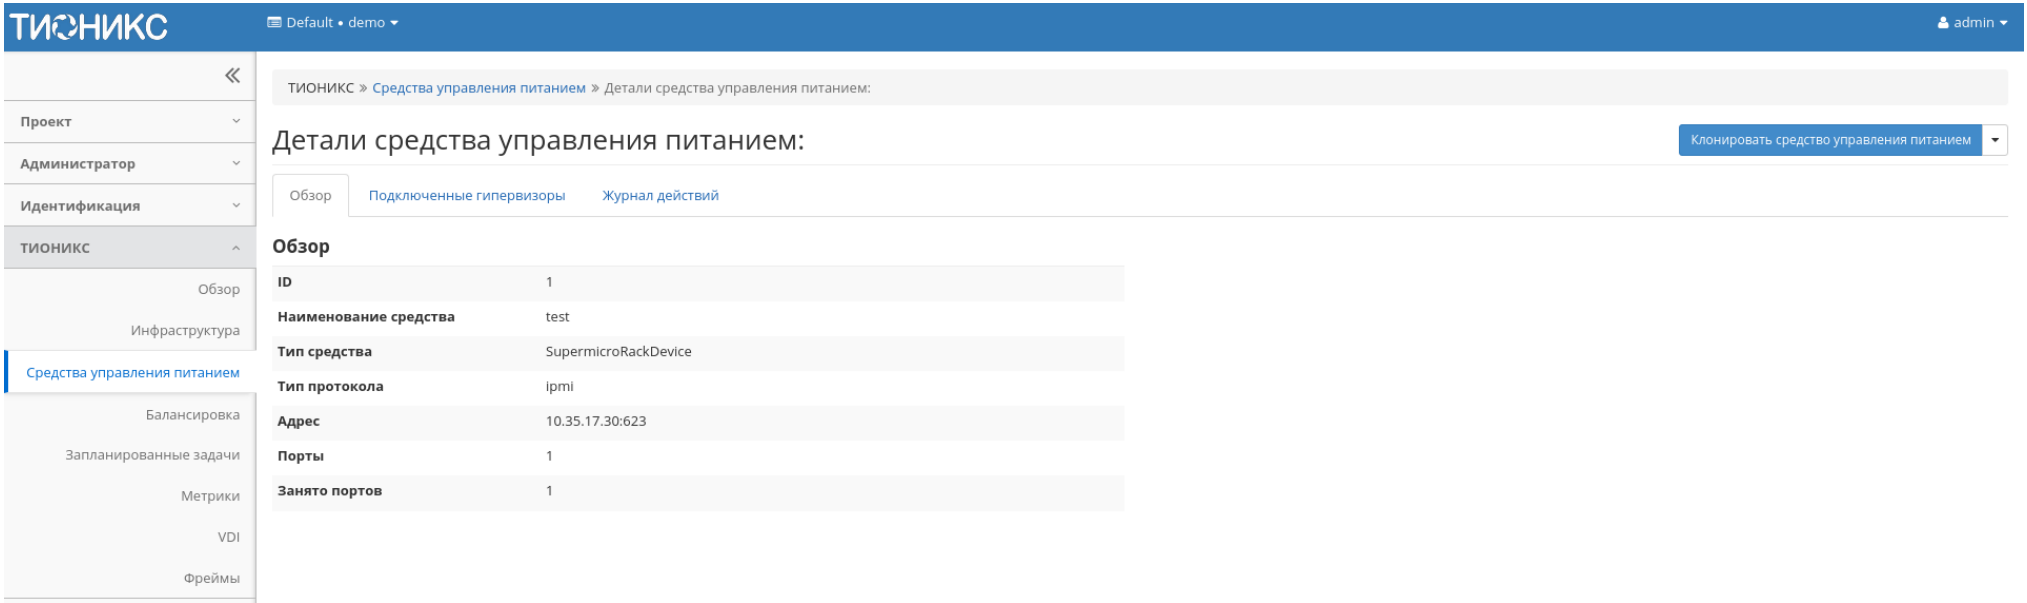 ТИОНИКС
Default • demo
admin
ТИОНИКС » Средства управления питанием » Детали средства управления питанием:
Проект
Администратор
Идентификация
ТИОНИКС
Обзор
Инфраструктура
Средства управления питанием
Балансировка
Запланированные задачи
Метрики
VDI
Фреймы
Детали средства управления питанием:
Клонировать средство управления питанием
Обзор Подключенные гипервизоры Журнал действий
Обзор
ID 1
Наименование средства test
Тип средства SupermicroRackDevice
Тип протокола ipmi
Адрес 10.35.17.30:623
Порты 1
Занято портов 1